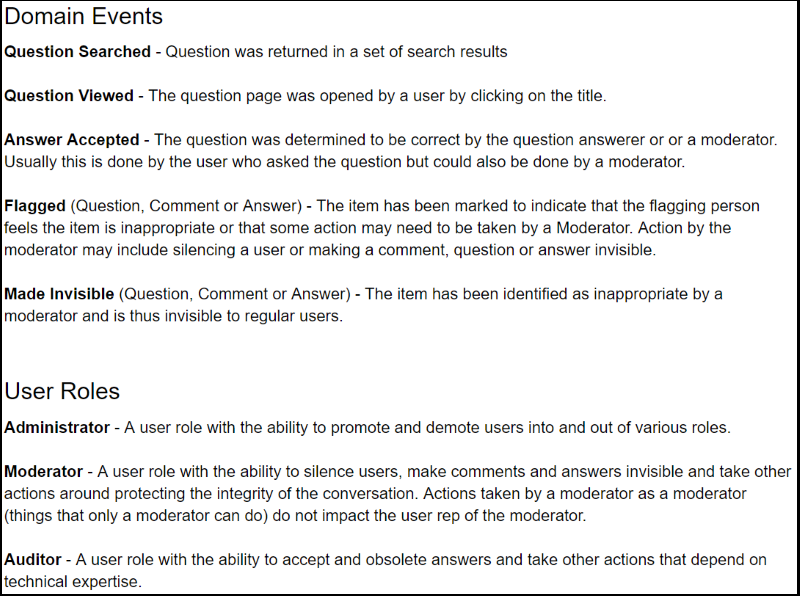 Domain Events
Question Searched - Question was returned in a set of search results
Question Viewed - The question page was opened by a user by clicking on the title.
Answer Accepted - The question was determined to be correct by the question answerer or or a moderator.
Usually this is done by the user who asked the question but could also be done by a moderator.
Flagged (Question, Comment or Answer) - The item has been marked to indicate that the flagging person
feels the item is inappropriate or that some action may need to be taken by a Moderator. Action by the
moderator may include silencing a user or making a comment, question or answer invisible.
Made Invisible (Question, Comment or Answer) - The item has been identified as inappropriate by a
moderator and is thus invisible to regular users.
User Roles
Administrator - A user role with the ability to promote and demote users into and out of various roles.
Moderator - A user role with the ability to silence users, make comments and answers invisible and take other
actions around protecting the integrity of the conversation. Actions taken by a moderator as a moderator
(things that only a moderator can do) do not impact the user rep of the moderator.
Auditor - A user role with the ability to accept and obsolete answers and take other actions that depend on
technical expertise.